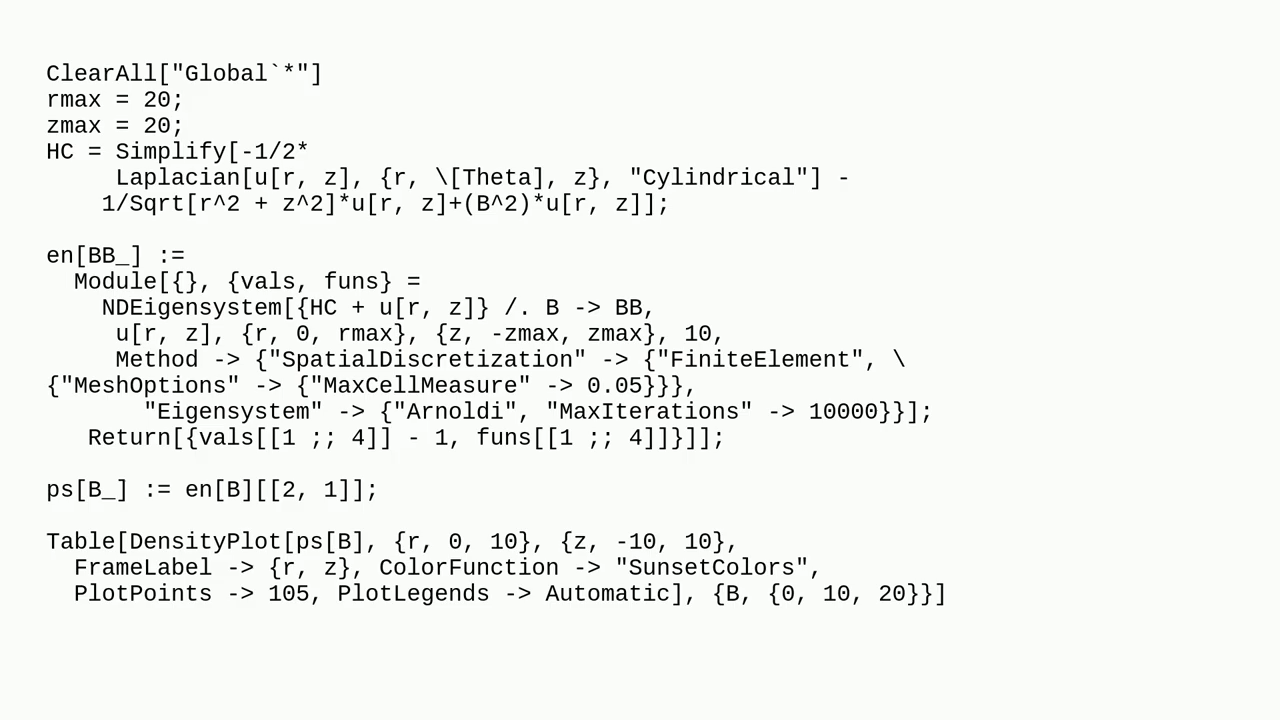 ClearAll["Global`*"]
rmax = 20;
zmax = 20;
HC = Simplify[-1/2*
     Laplacian[u[r, z], {r, \[Theta], z}, "Cylindrical"] -
    1/Sqrt[r^2 + z^2]*u[r, z]+(B^2)*u[r, z]];

en[BB_] :=
  Module[{}, {vals, funs} =
    NDEigensystem[{HC + u[r, z]} /. B -> BB,
     u[r, z], {r, 0, rmax}, {z, -zmax, zmax}, 10,
     Method -> {"SpatialDiscretization" -> {"FiniteElement", \
{"MeshOptions" -> {"MaxCellMeasure" -> 0.05}}},
       "Eigensystem" -> {"Arnoldi", "MaxIterations" -> 10000}}];
   Return[{vals[[1 ;; 4]] - 1, funs[[1 ;; 4]]}]];

ps[B_] := en[B][[2, 1]];

Table[DensityPlot[ps[B], {r, 0, 10}, {z, -10, 10},
  FrameLabel -> {r, z}, ColorFunction -> "SunsetColors",
  PlotPoints -> 105, PlotLegends -> Automatic], {B, {0, 10, 20}}]